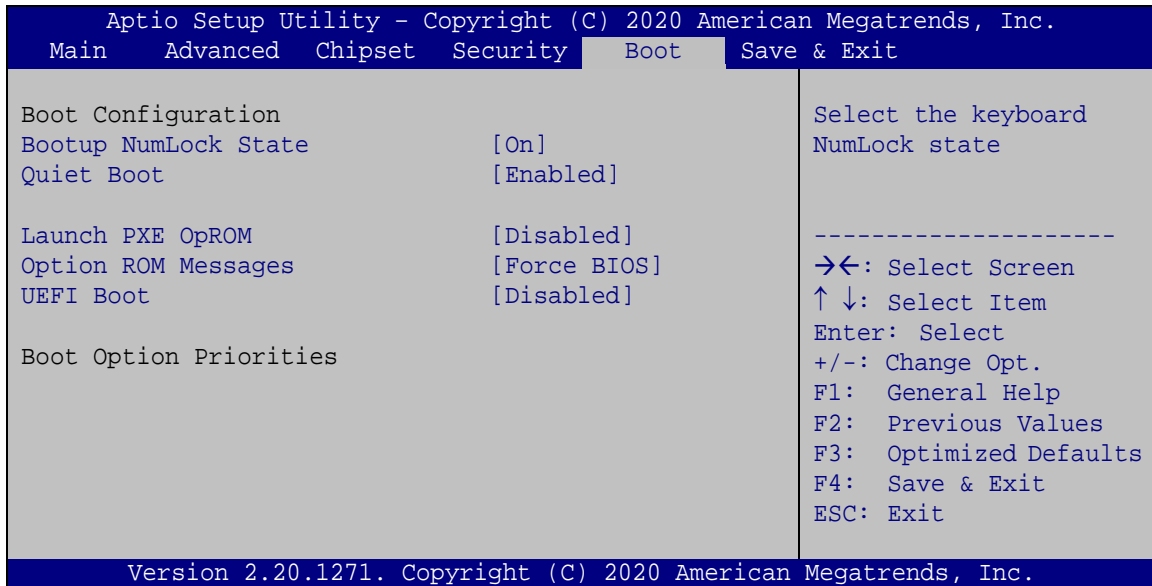 Aptio Setup Utility – Copyright (C) 2020 American Megatrends, Inc.
Main Advanced Chipset Security Boot Save & Exit
Boot Configuration
Bootup NumLock State [On]
Quiet Boot [Enabled]
Launch PXE OpROM [Disabled]
Option ROM Messages [Force BIOS]
UEFI Boot [Disabled]
Boot Option Priorities
Select the keyboard
NumLock state
---------------------
→←: Select Screen
↑ ↓: Select Item
Enter: Select
+/-: Change Opt.
F1: General Help
F2: Previous Values
F3: Optimized Defaults
F4: Save & Exit
ESC: Exit
Version 2.20.1271. Copyright (C) 2020 American Megatrends, Inc.